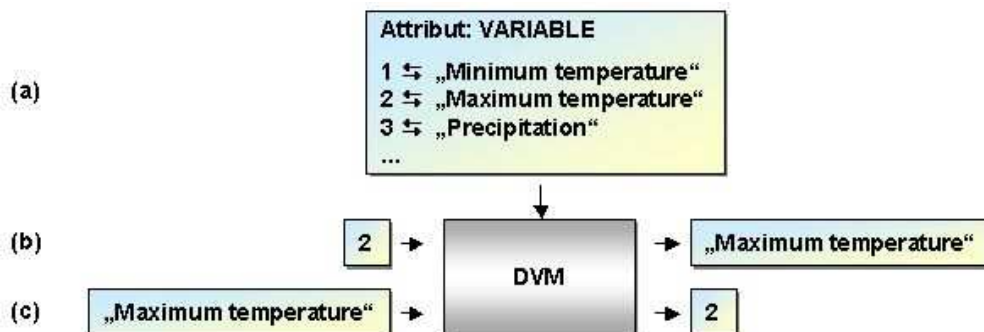 Attribut: VARIABLE
(a)
1 ⇆ „Minimum temperature“
2 ⇆ „Maximum temperature“
3 ⇆ „Precipitation“
...
(b) 2 „Maximum temperature“
DVM
(c) „Maximum temperature“ 2